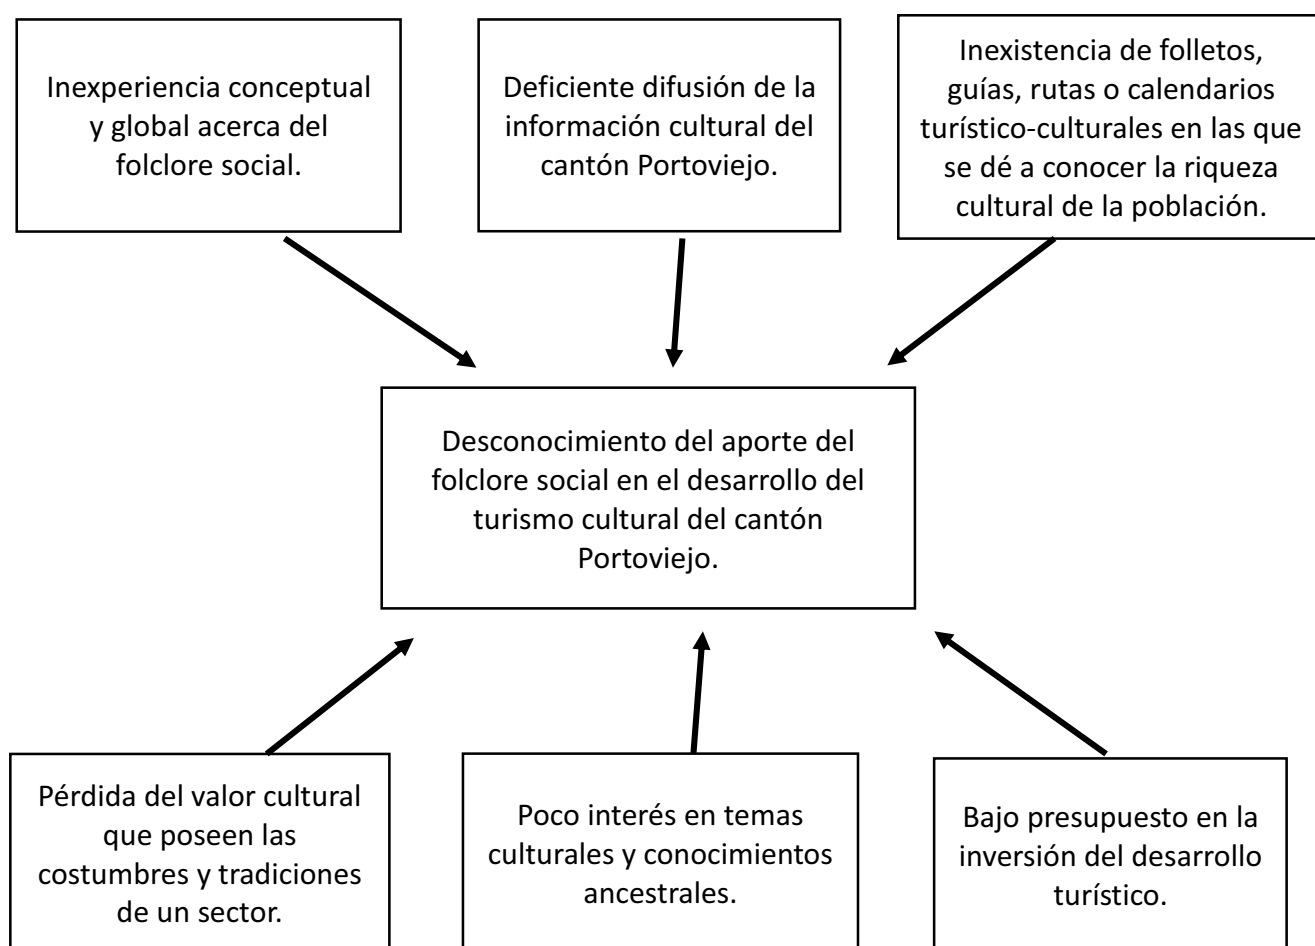 Inexperiencia conceptual
y global acerca del
folclore social.
Deficiente difusión de la
información cultural del
cantón Portoviejo.
Inexistencia de folletos,
guías, rutas o calendarios
turístico-culturales en las que
se dé a conocer la riqueza
cultural de la población.
Desconocimiento del aporte del
folclore social en el desarrollo del
turismo cultural del cantón
Portoviejo.
Pérdida del valor cultural
que poseen las
costumbres y tradiciones
de un sector.
Poco interés en temas
culturales y conocimientos
ancestrales.
Bajo presupuesto en la
inversión del desarrollo
turístico.